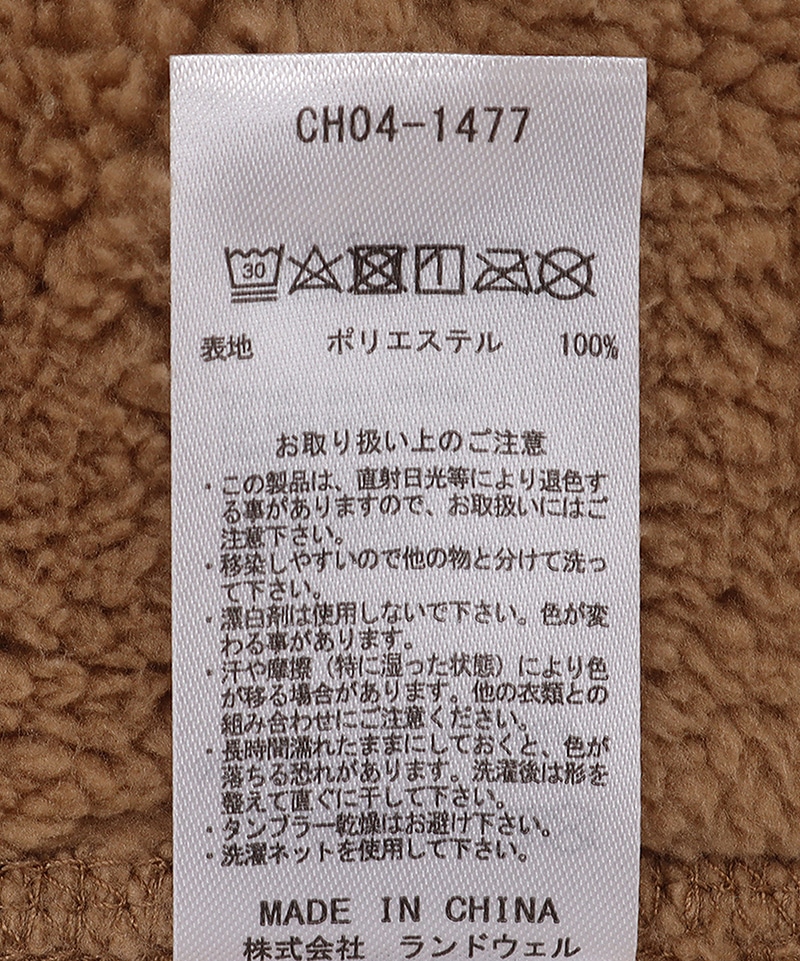 CH04-1477
30
表地 ポリエステル 100%
お取り扱い上のご注意
・この製品は、直射日光等により退色す
る事がありますので、お取扱いにはご
注意下さい。
・移染しやすいので他の物と分けて洗っ
て下さい。
・漂白剤は使用しないで下さい。色が変
わる事があります。
・汗や摩擦（特に湿った状態）により色
が移る場合があります。他の衣類との
組み合わせにご注意ください。
・長時間濡れたままにしておくと、色が
落ちる恐れがあります。洗濯後は形を
整えて直ぐに干して下さい。
・タンブラー乾燥はお避け下さい。
・洗濯ネットを使用して下さい。
MADE IN CHINA
株式会社 ランドウェル